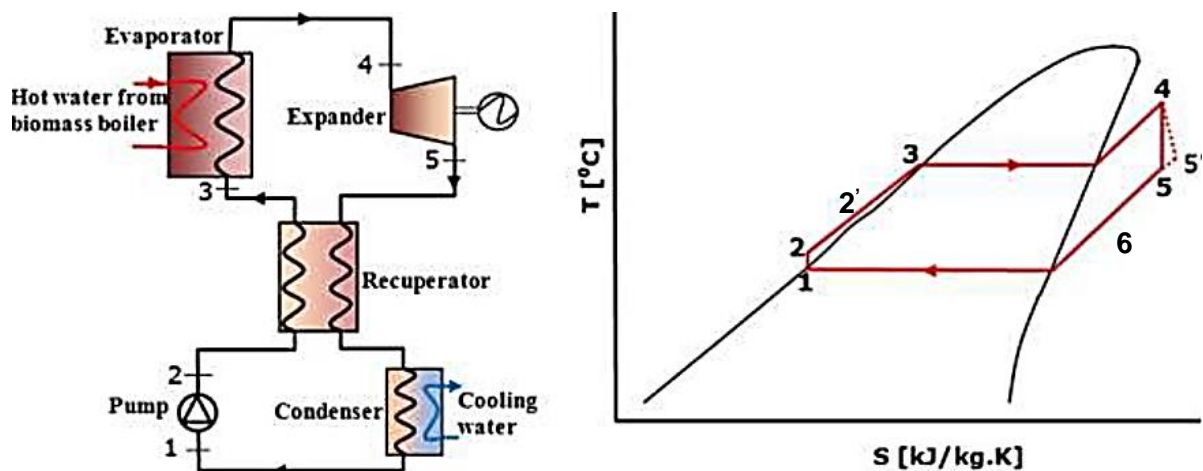 Evaporator
4
Hot water from
biomass boiler
Expander
5
3
Recuperator
2
Pump
1
Condenser
Cooling
water
T [°C]
4
3
5'
5
2'
6
2
1
S [kJ/kg.K]